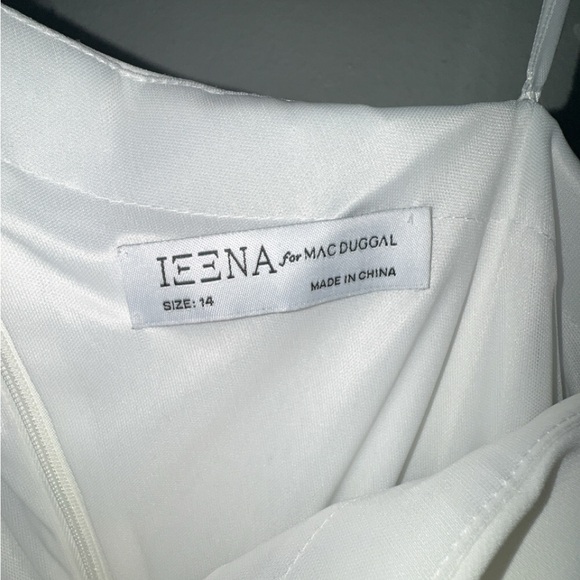 IEENA for MAC DUGGAL
SIZE: 14
MADE IN CHINA